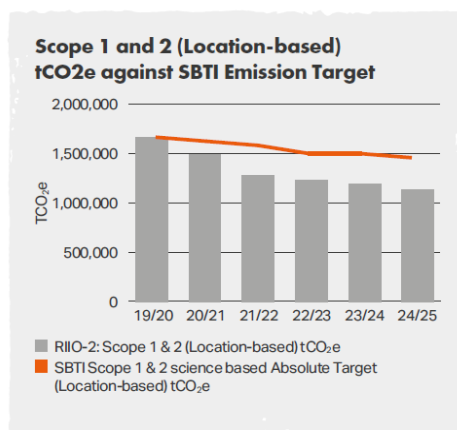 Scope 1 and 2 (Location-based)
tCO2e against SBTI Emission Target
2,000,000
1,500,000
1,000,000
500,000
0
TCO₂e
19/20 20/21 21/22 22/23 23/24 24/25
RIIO-2: Scope 1 & 2 (Location-based) tCO₂e
SBTI Scope 1 & 2 science based Absolute Target
(Location-based) tCO₂e